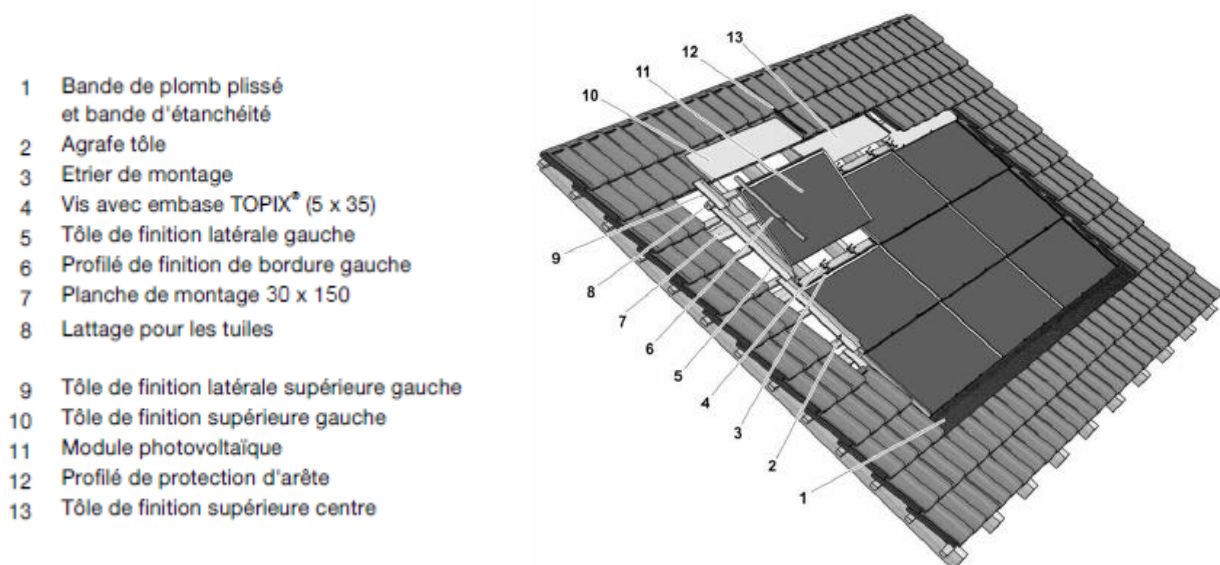 1 Bande de plomb plissé
et bande d'étanchéité
2 Agrafe tôle
3 Etrier de montage
4 Vis avec embase TOPIX® (5 x 35)
5 Tôle de finition latérale gauche
6 Profilé de finition de bordure gauche
7 Planche de montage 30 x 150
8 Lattage pour les tuiles
9 Tôle de finition latérale supérieure gauche
10 Tôle de finition supérieure gauche
11 Module photovoltaïque
12 Profilé de protection d'arête
13 Tôle de finition supérieure centre
13
12
11
10
9
8
7
6
5
4
3
2
1